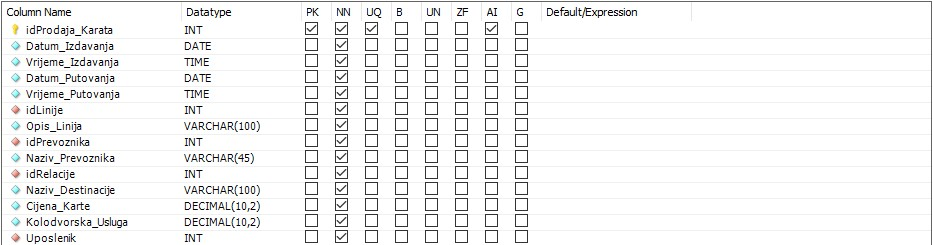 Column Name Datatype PK NN UQ B UN ZF AI G Default/Expression
idProdaja_Karata INT
Datum_Izdavanja DATE
Vrijeme_Izdavanja TIME
Datum_Putovanja DATE
Vrijeme_Putovanja TIME
idLinije INT
Opis_Linija VARCHAR(100)
idPrevoznika INT
Naziv_Prevoznika VARCHAR(45)
idRelacije INT
Naziv_Destinacije VARCHAR(100)
Cijena_Karte DECIMAL(10,2)
Kolodvorska_Usluga DECIMAL(10,2)
Uposlenik INT